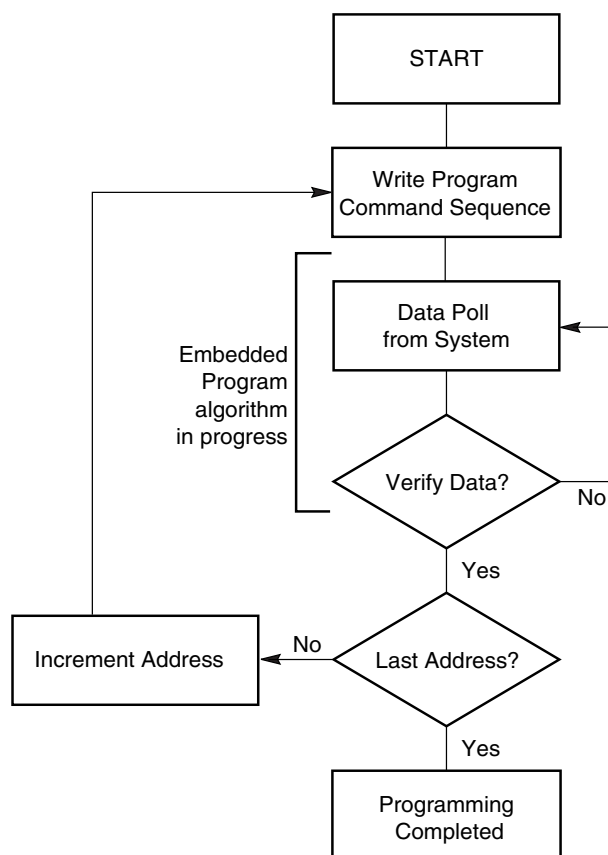 START
Write Program
Command Sequence
Data Poll
from System
Embedded
Program
algorithm
in progress
Verify Data?
No
Yes
No
Increment Address
Last Address?
Yes
Programming
Completed